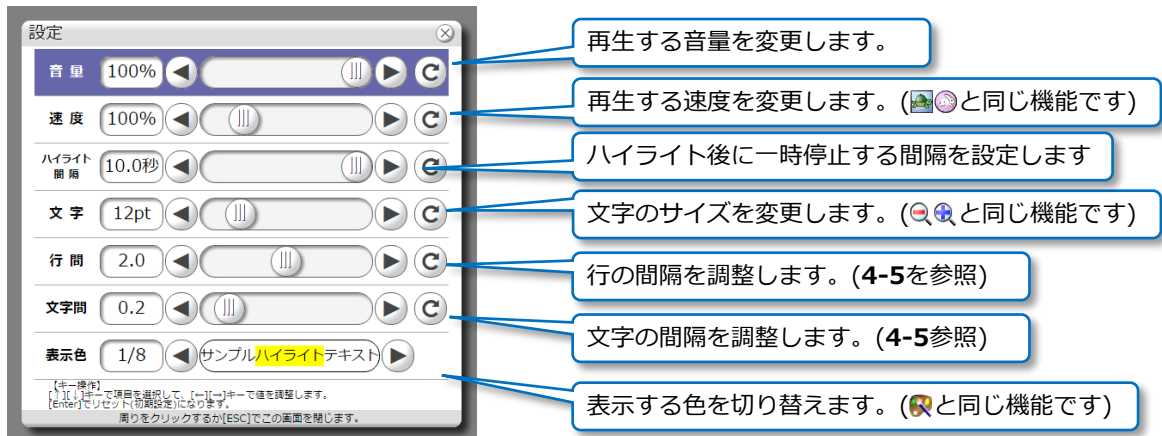 設定
音 量 100%
再生する音量を変更します。
速 度 100%
再生する速度を変更します。(と同じ機能です)
ハイライト
間 隔 10.0秒
ハイライト後に一時停止する間隔を設定します
文 字 12pt
文字のサイズを変更します。(と同じ機能です)
行 間 2.0
行の間隔を調整します。(4-5を参照)
文字間 0.2
文字の間隔を調整します。(4-5参照)
表示色 1/8 サンプルハイライトテキスト
表示する色を切り替えます。(と同じ機能です)
【キー操作】
[↑][↓]キーで項目を選択して、[←][→]キーで値を調整します。
[Enter]でリセット(初期設定)になります。
周りをクリックするか[ESC]でこの画面を閉じます。